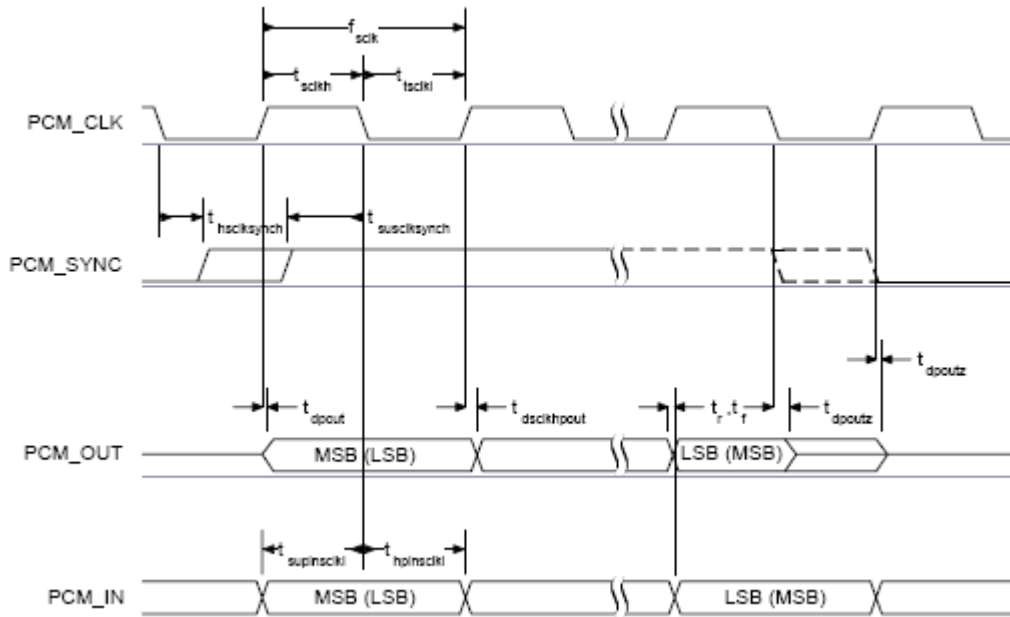 f sclk
t sclkh t tsclkl
PCM_CLK
t hsclksynch t susclksynch
PCM_SYNC
t dpoutz
t dpout t dsclkhpout t r ,t f t dpoutz
PCM_OUT MSB (LSB) LSB (MSB)
t supinsclkl t hpinsclkl
PCM_IN MSB (LSB) LSB (MSB)